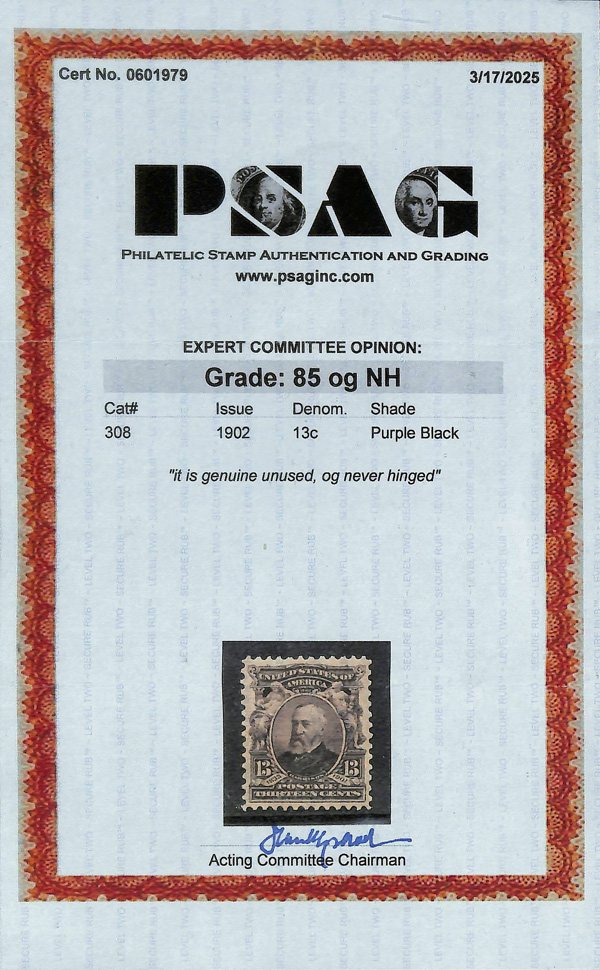 Cert No. 0601979
3/17/2025
PSAG
PHILATELIC STAMP AUTHENTICATION AND GRADING
www.psaginc.com
EXPERT COMMITTEE OPINION:
Grade: 85 og NH
Cat# Issue Denom. Shade
308 1902 13c Purple Black
"it is genuine unused, og never hinged"
UNITED STATES OF
AMERICA
13 13
POSTAGE
THIRTEEN CENTS
Acting Committee Chairman